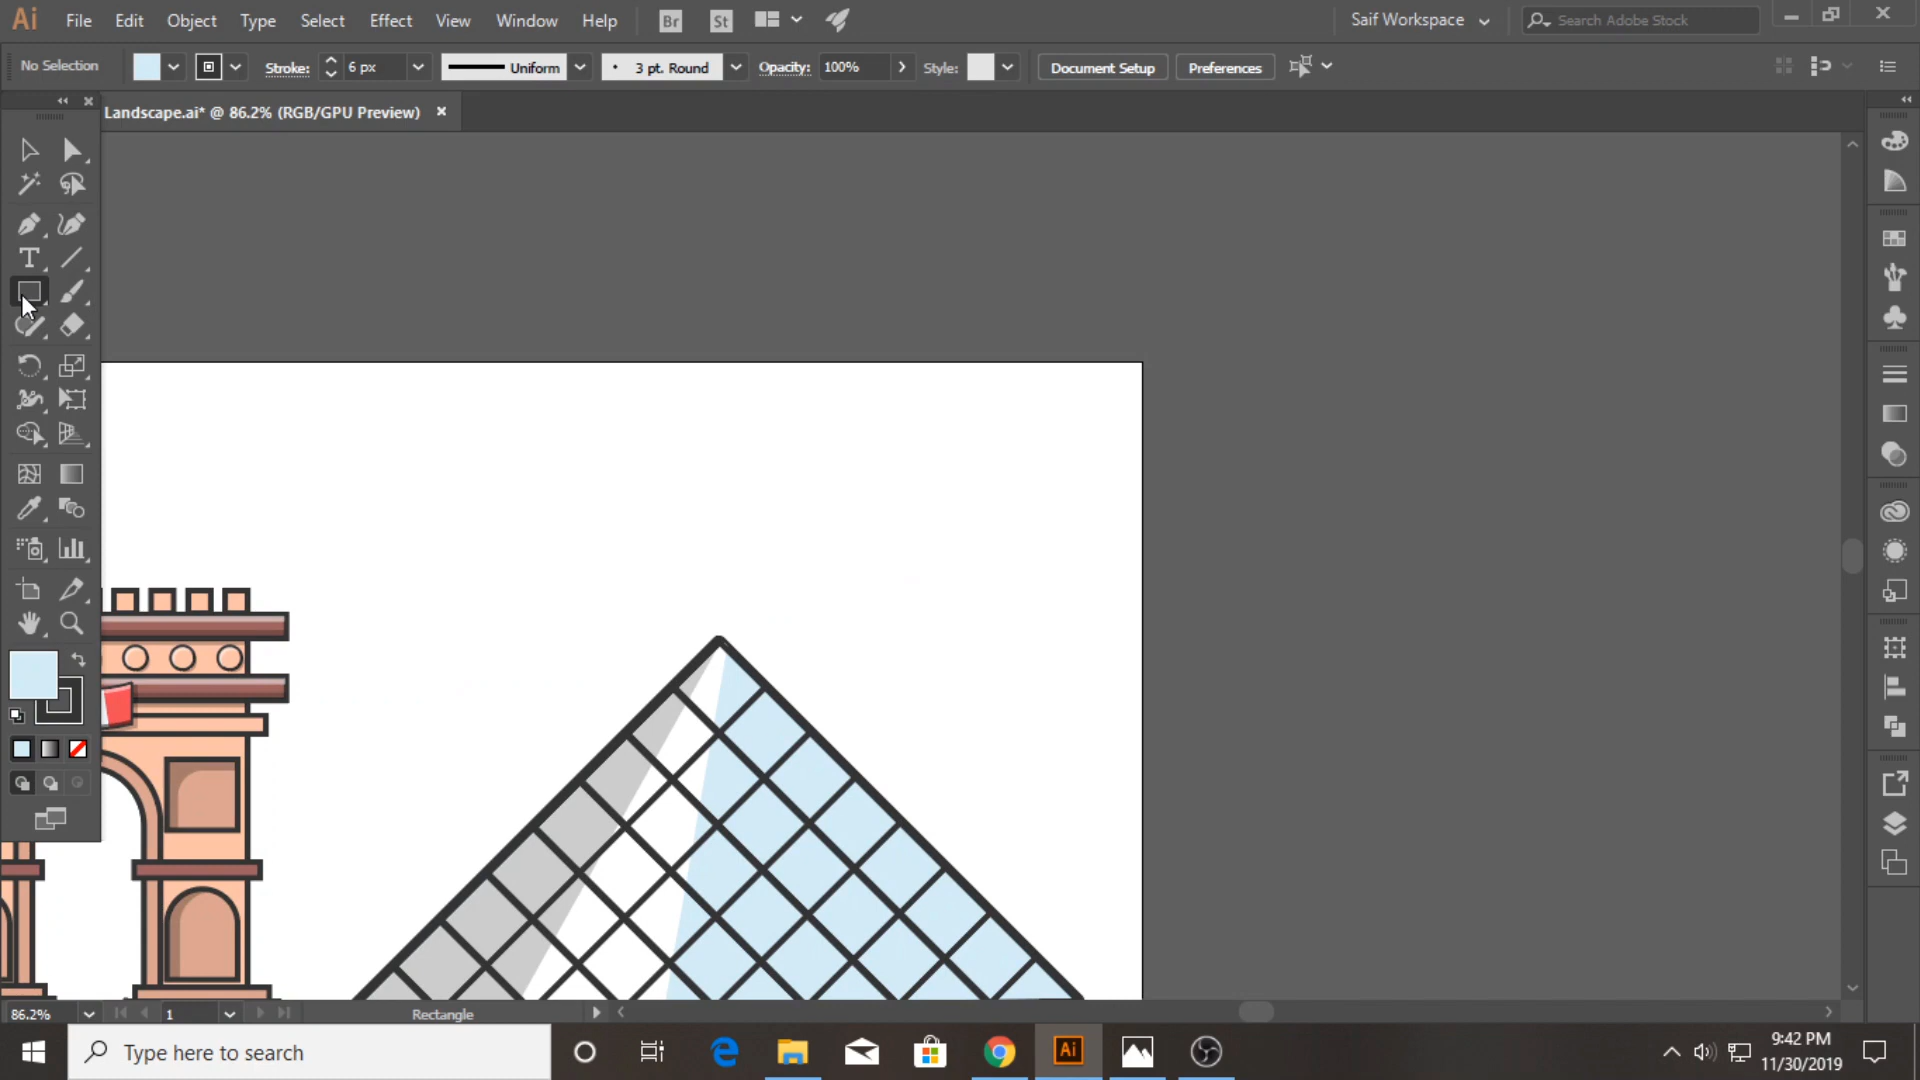 Ai File Edit Object Type Select Effect View Window Help Br St Saif Workspace Search Adobe Stock
No Selection Stroke: 6 px Uniform 3 pt. Round Opacity: 100% Style: Document Setup Preferences
Landscape.ai* @ 86.2% (RGB/GPU Preview)
T
86.2% 1 Rectangle
Type here to search Ai 9:42 PM
11/30/2019